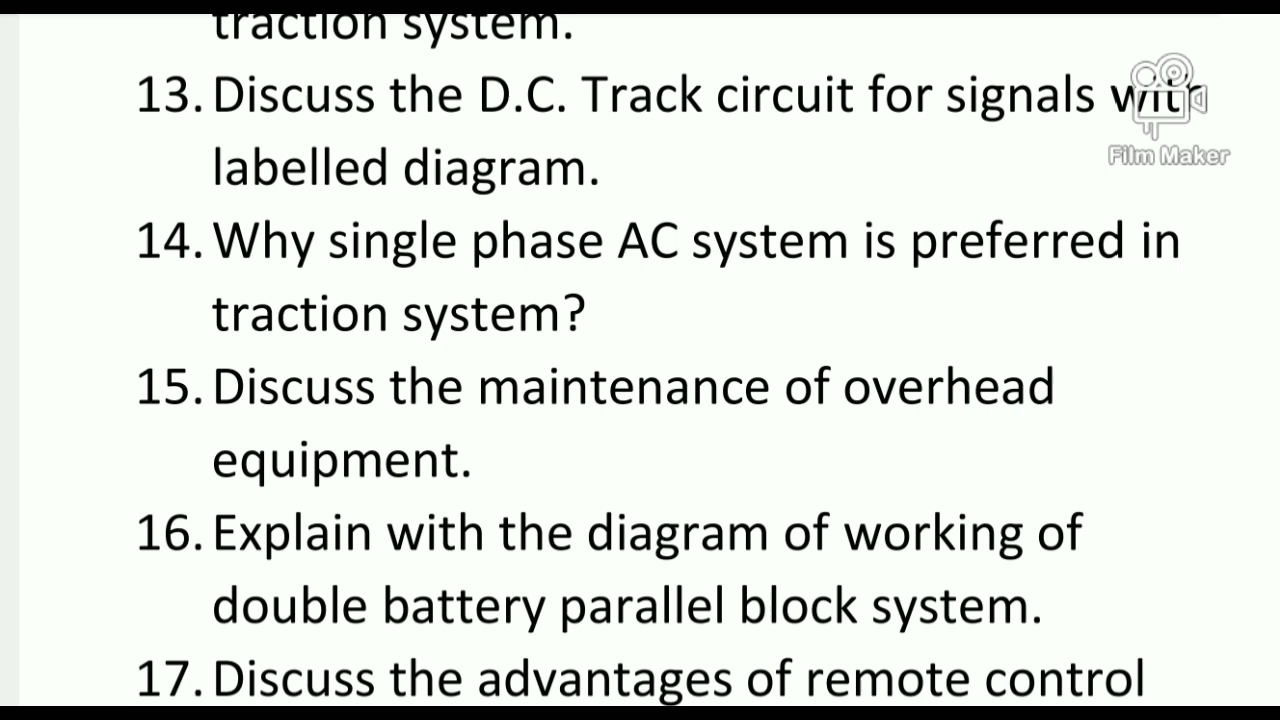 traction system.
13. Discuss the D.C. Track circuit for signals with
labelled diagram.
14. Why single phase AC system is preferred in
traction system?
15. Discuss the maintenance of overhead
equipment.
16. Explain with the diagram of working of
double battery parallel block system.
17. Discuss the advantages of remote control
Film Maker